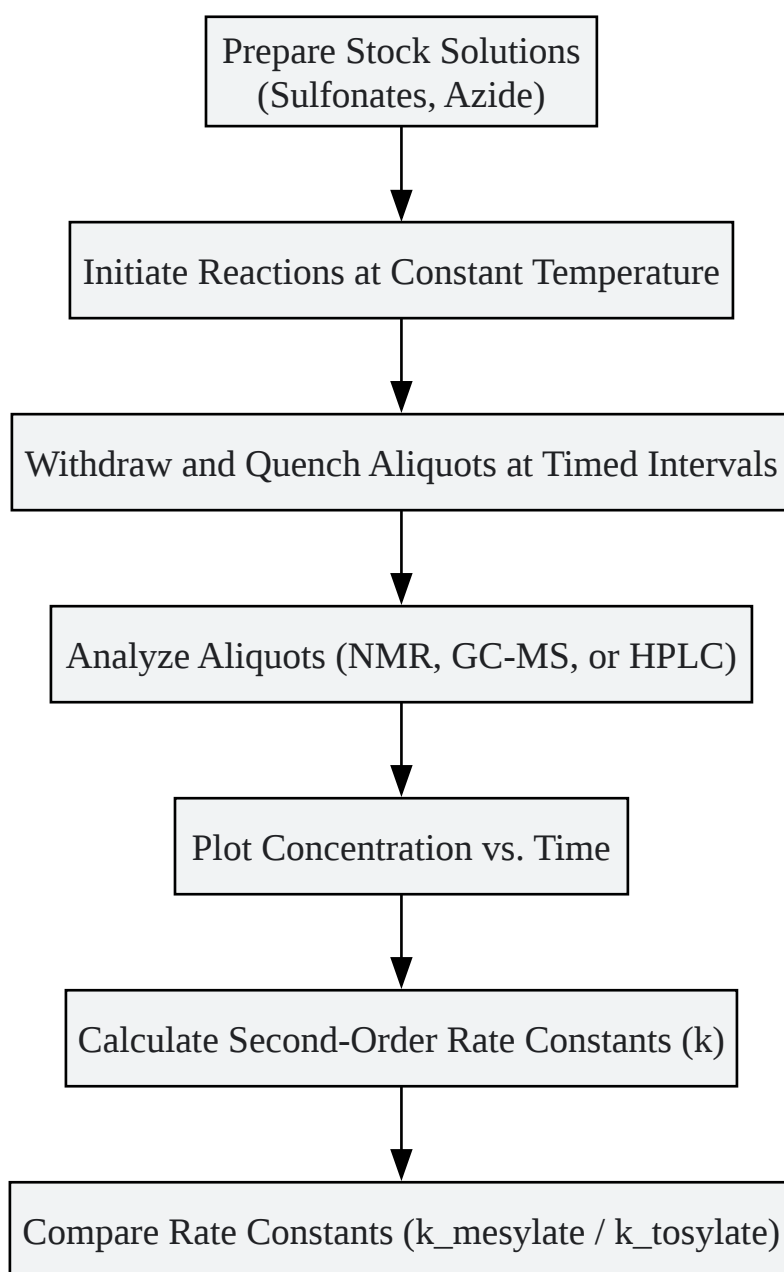 Prepare Stock Solutions
(Sulfonates, Azide)
Initiate Reactions at Constant Temperature
Withdraw and Quench Aliquots at Timed Intervals
Analyze Aliquots (NMR, GC-MS, or HPLC)
Plot Concentration vs. Time
Calculate Second-Order Rate Constants (k)
Compare Rate Constants (k_mesylate / k_tosylate)